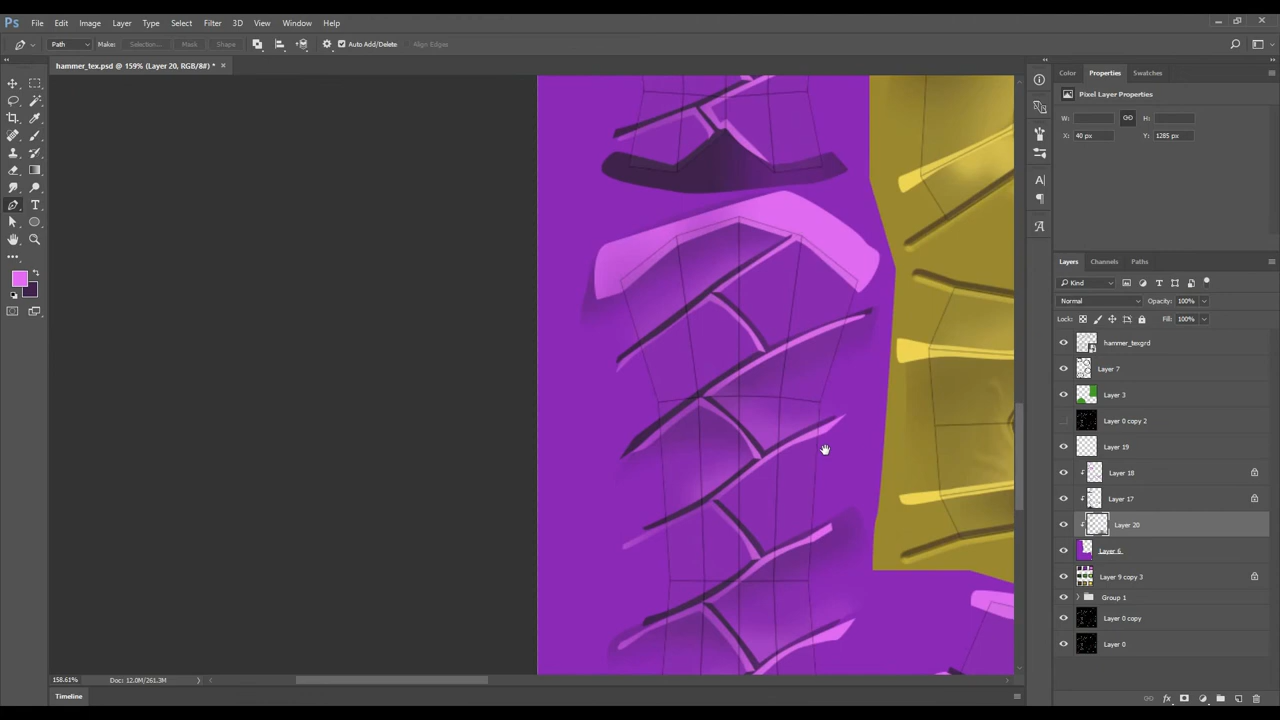 Ps File Edit Image Layer Type Select Filter 3D View Window Help
Path Make: Selection... Mask Shape Auto Add/Delete Align Edges
hammer_tex.psd @ 159% (Layer 20, RGB/8#) * ×
Color Properties Swatches
Pixel Layer Properties
W: H:
X: 40 px Y: 1285 px
Layers Channels Paths
Kind
Normal Opacity: 100%
Lock: Fill: 100%
hammer_texgrd
Layer 7
Layer 3
Layer 0 copy 2
Layer 19
Layer 18
Layer 17
Layer 20
Layer 6
Layer 9 copy 3
Group 1
Layer 0 copy
Layer 0
158.61% Doc: 12.0M/261.3M
Timeline